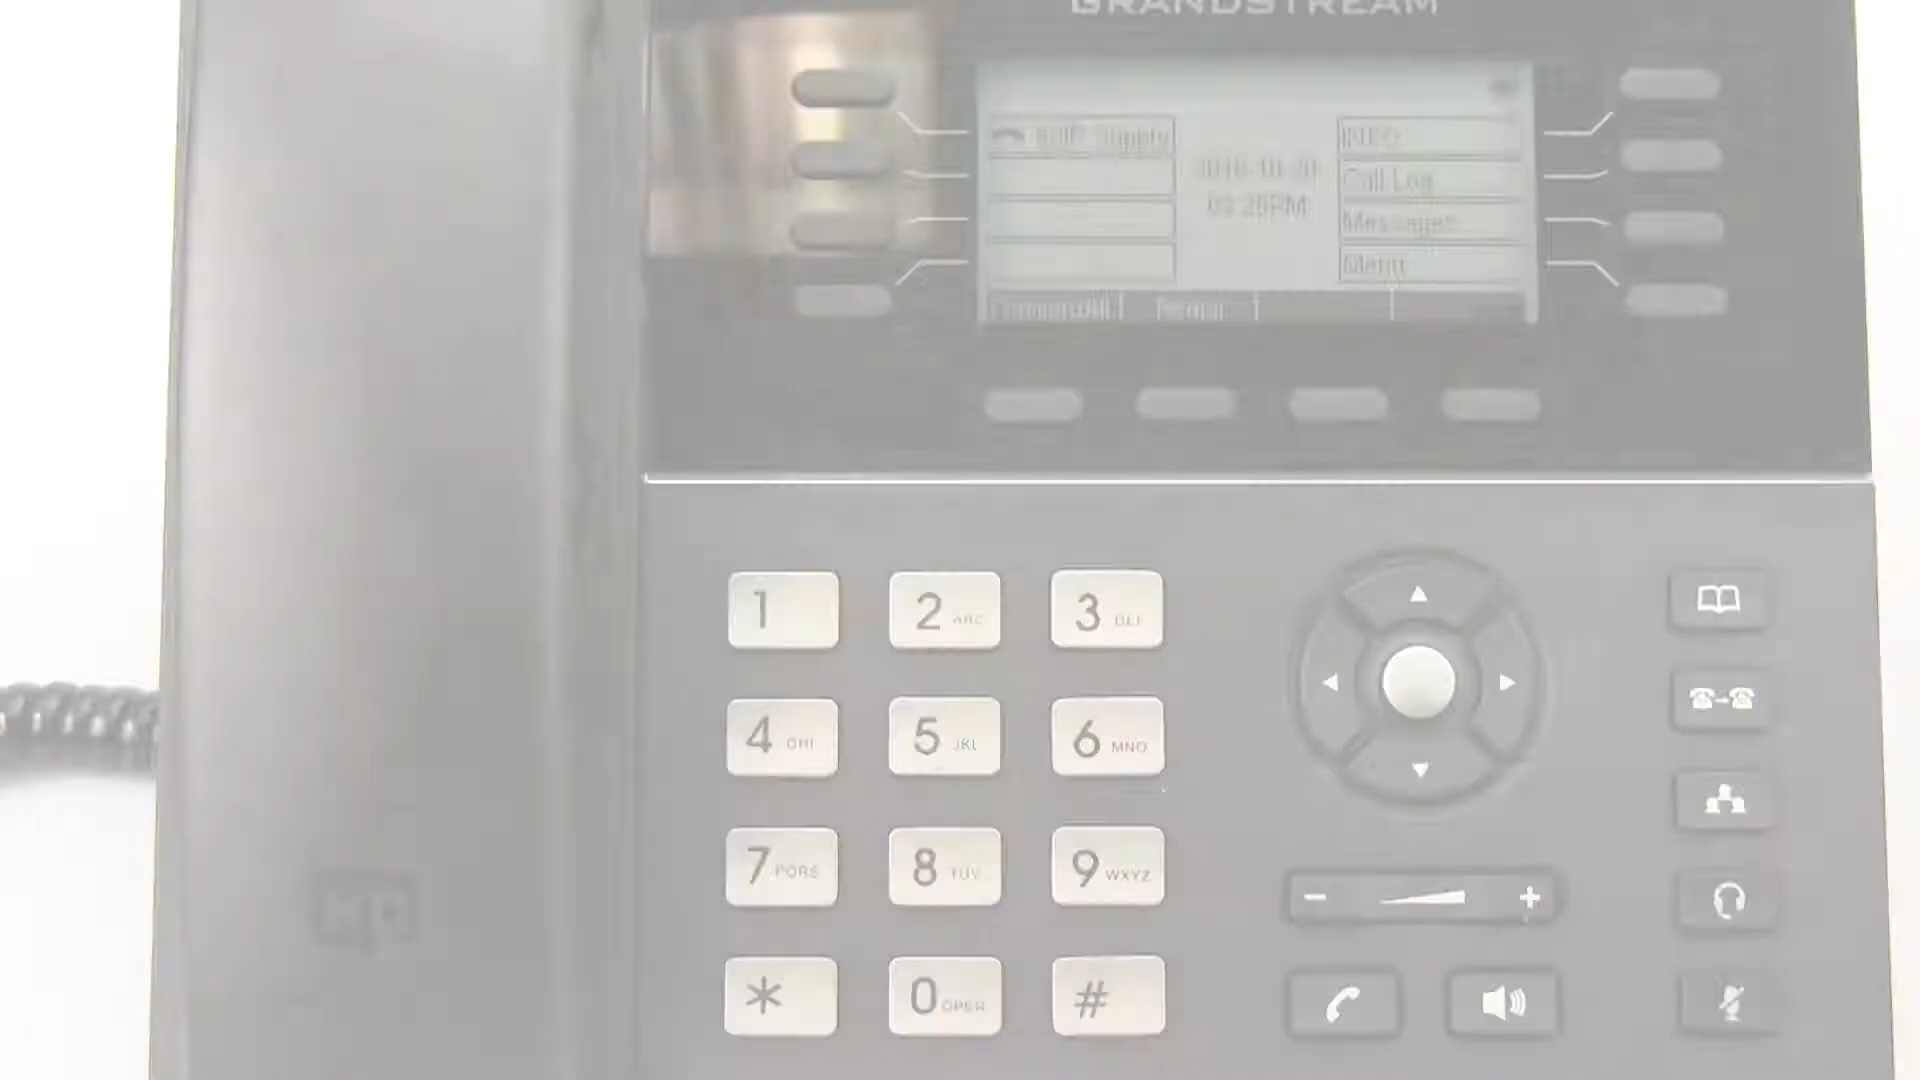 GRANDSTREAM
VOIP Supply
INFO
Call Log
Messages
Menu
1
2 ABC
3 DEF
4 GHI
5 JKL
6 MNO
7 PQRS
8 TUV
9 WXYZ
*
0 OPER
#
- +